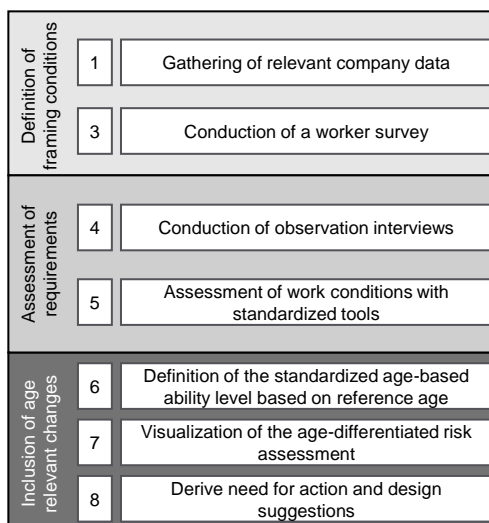 Definition of
framing conditions
1
Gathering of relevant company data
3
Conduction of a worker survey
Assessment of
requirements
4
Conduction of observation interviews
5
Assessment of work conditions with
standardized tools
Inclusion of age
relevant changes
6
Definition of the standardized age-based
ability level based on reference age
7
Visualization of the age-differentiated risk
assessment
8
Derive need for action and design
suggestions